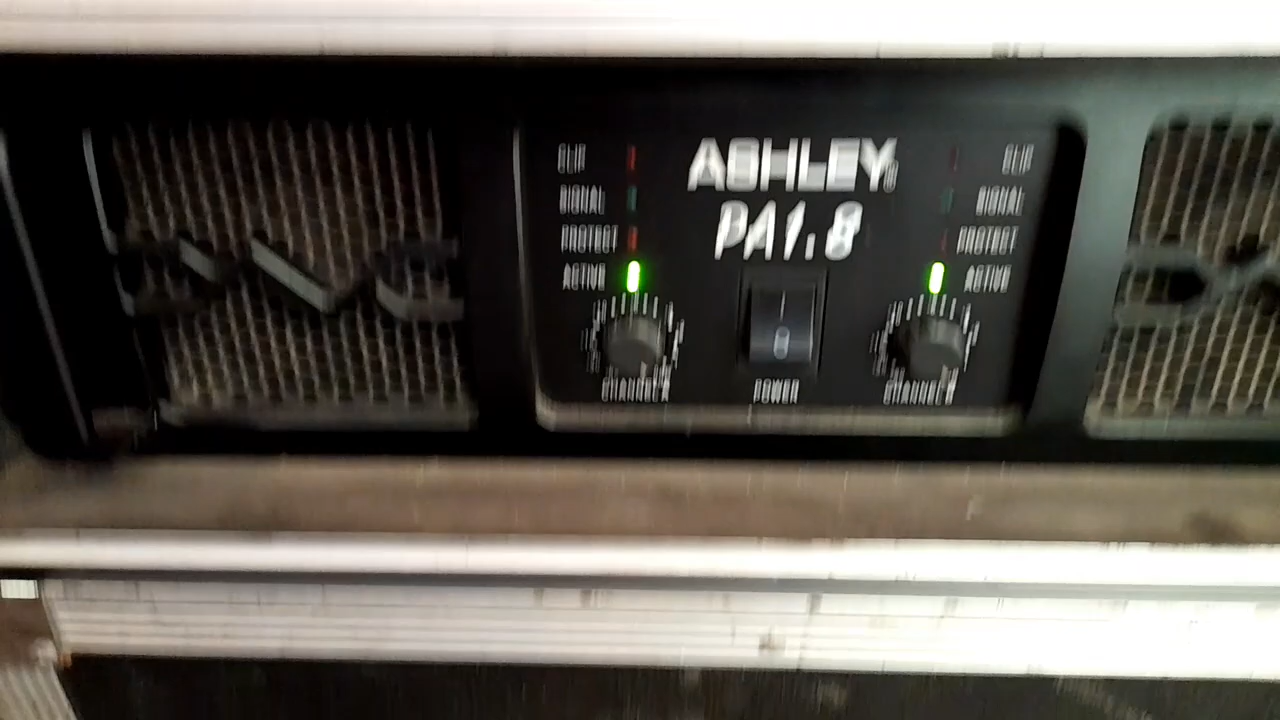 ASHLEY
PA1.8
CLIP
SIGNAL
PROTECT
ACTIVE
CLIP
SIGNAL
PROTECT
ACTIVE
CHANNEL
POWER
CHANNEL